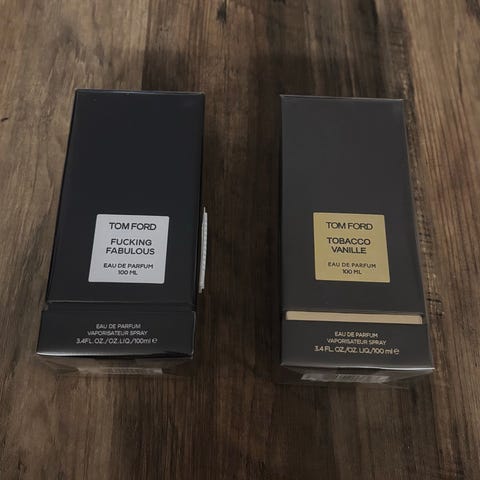 TOM FORD
FUCKING
FABULOUS
EAU DE PARFUM
100 ML
EAU DE PARFUM
VAPORISATEUR SPRAY
3.4FL.OZ./OZ.LIQ./100ml℮
TOM FORD
TOBACCO
VANILLE
EAU DE PARFUM
100 ML
EAU DE PARFUM
VAPORISATEUR SPRAY
3.4 FL.OZ./OZ.LIQ./100 ml ℮